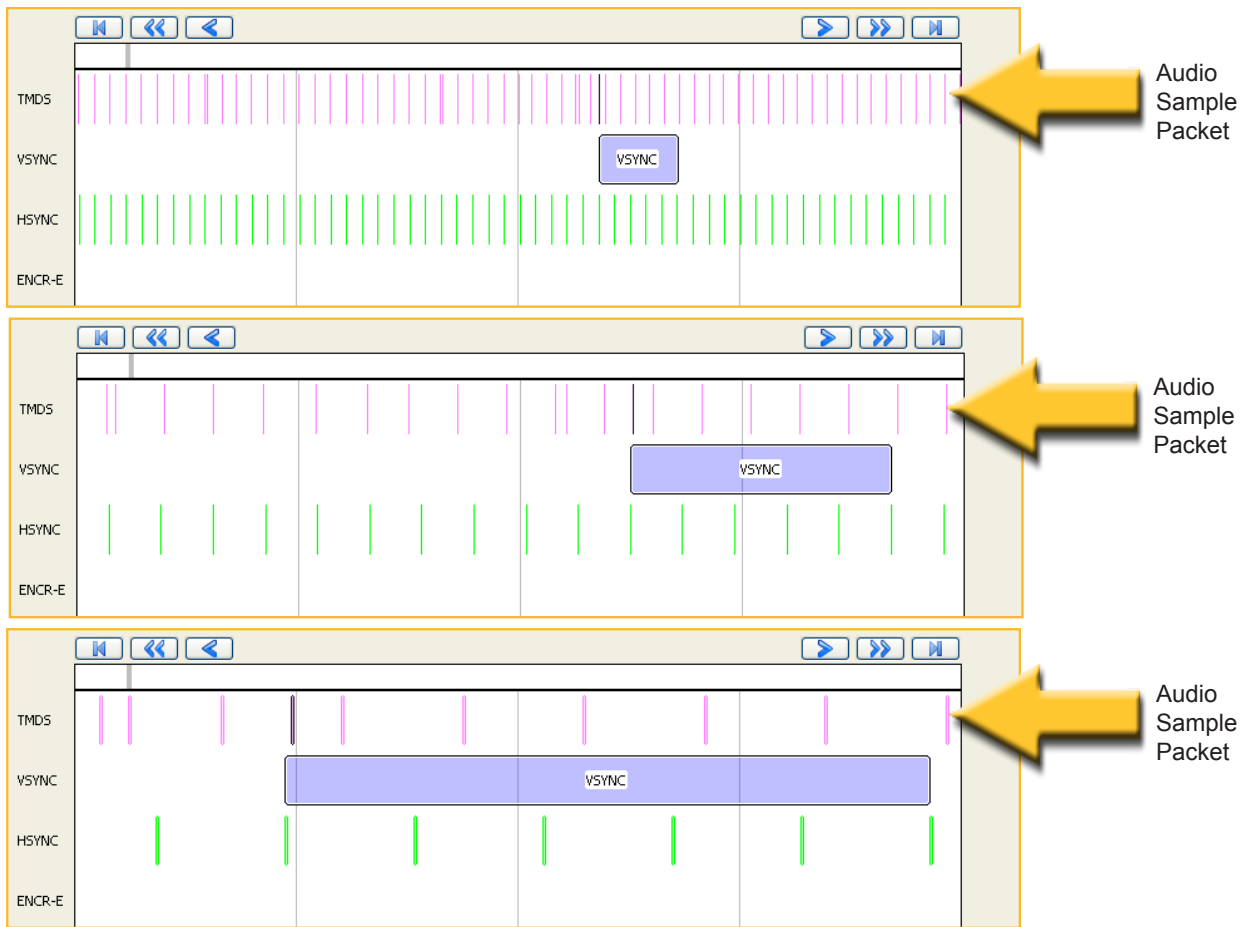 TMDS
VSYNC
VSYNC
HSYNC
ENCR-E
Audio
Sample
Packet
TMDS
VSYNC
VSYNC
HSYNC
ENCR-E
Audio
Sample
Packet
TMDS
VSYNC
VSYNC
HSYNC
ENCR-E
Audio
Sample
Packet